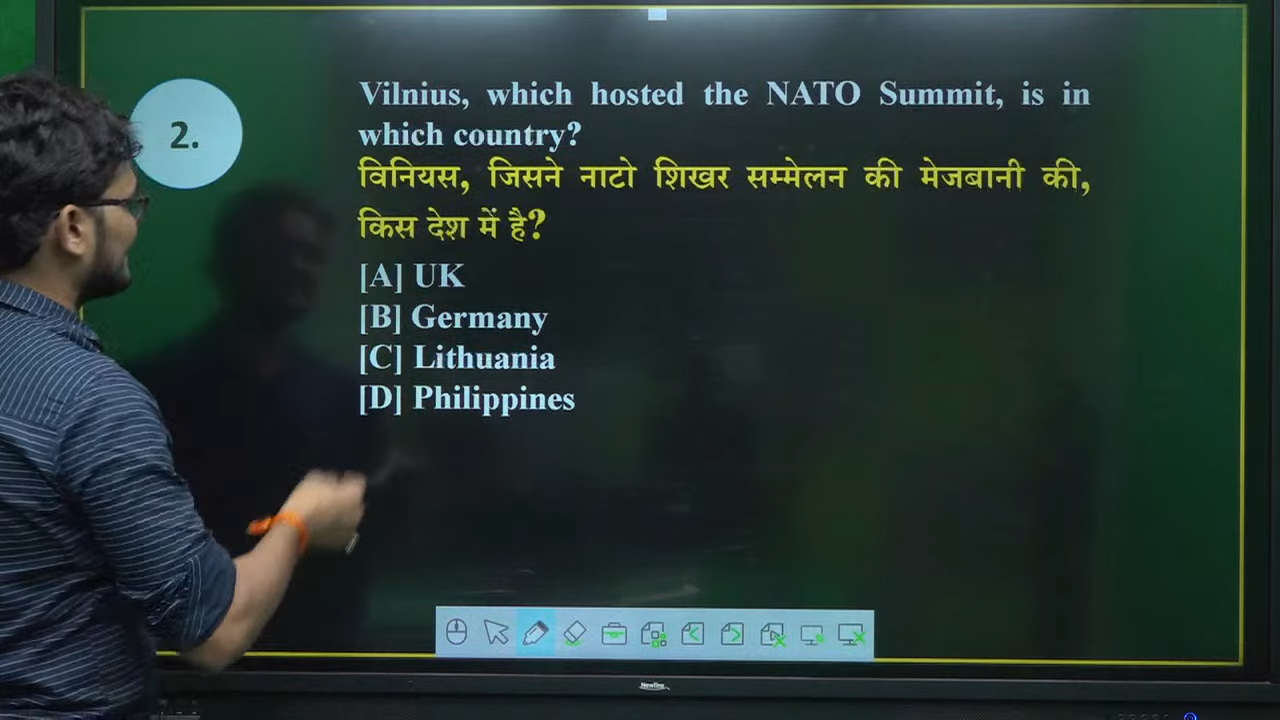 2.
Vilnius, which hosted the NATO Summit, is in
which country?
विनियस, जिसने नाटो शिखर सम्मेलन की मेजबानी की,
किस देश में है?
[A] UK
[B] Germany
[C] Lithuania
[D] Philippines
Newline